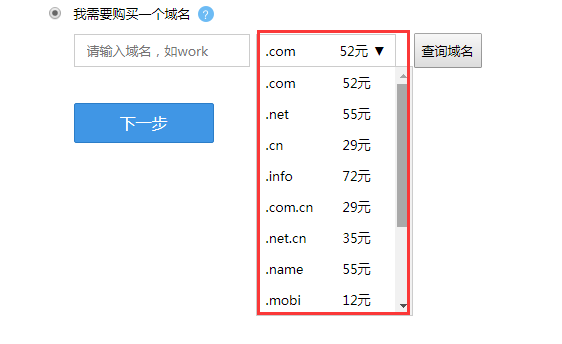 我需要购买一个域名 ?
请输入域名，如work .com 52元 ▼ 查询域名
.com 52元
.net 55元
下一步
.cn 29元
.info 72元
.com.cn 29元
.net.cn 35元
.name 55元
.mobi 12元